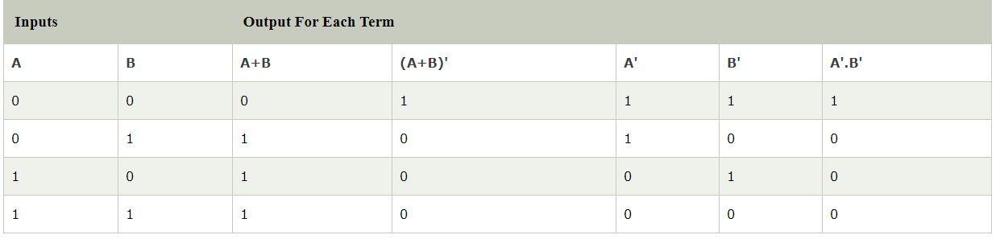 Inputs Output For Each Term
A B A+B (A+B)' A' B' A'.B'
0 0 0 1 1 1 1
0 1 1 0 1 0 0
1 0 1 0 0 1 0
1 1 1 0 0 0 0